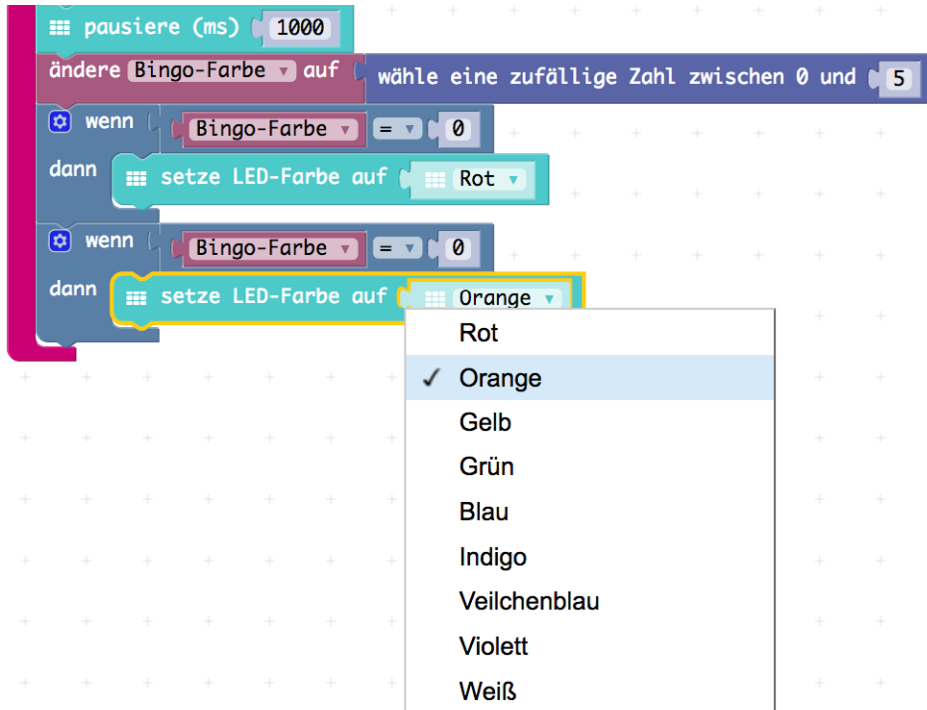 pausiere (ms) 1000
ändere Bingo-Farbe auf wähle eine zufällige Zahl zwischen 0 und 5
wenn Bingo-Farbe = 0
dann setze LED-Farbe auf Rot
wenn Bingo-Farbe = 0
dann setze LED-Farbe auf Orange
Rot
✓ Orange
Gelb
Grün
Blau
Indigo
Veilchenblau
Violett
Weiß